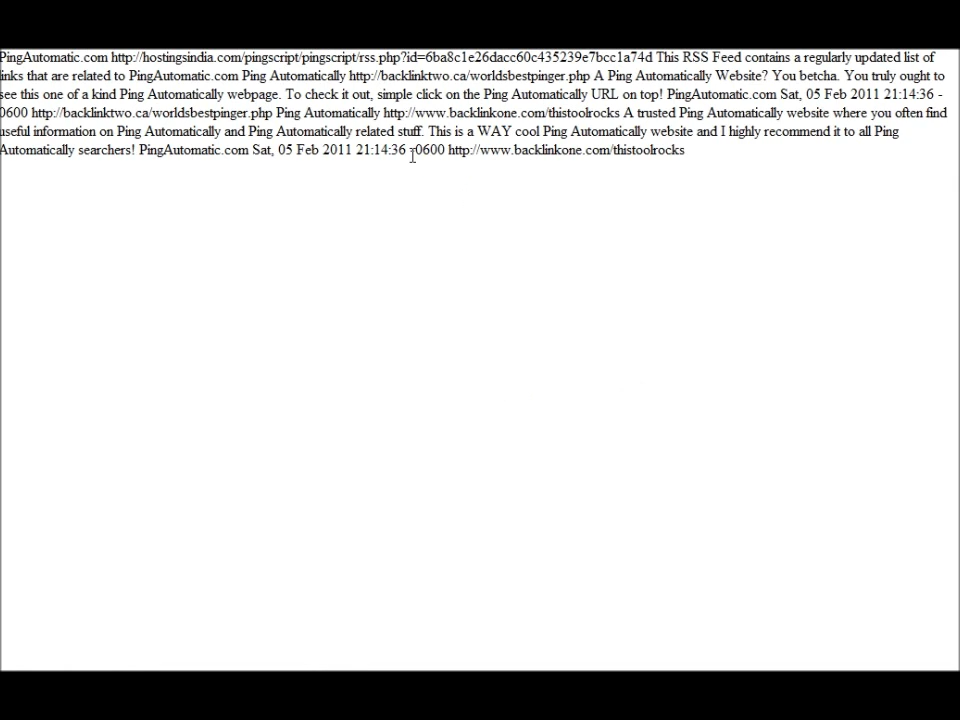 PingAutomatic.com http://hostingsindia.com/pingscript/pingscript/rss.php?id=6ba8c1e26dacc60c435239e7bcc1a74d This RSS Feed contains a regularly updated list of
inks that are related to PingAutomatic.com Ping Automatically http://backlinktwo.ca/worldsbestpinger.php A Ping Automatically Website? You betcha. You truly ought to
see this one of a kind Ping Automatically webpage. To check it out, simple click on the Ping Automatically URL on top! PingAutomatic.com Sat, 05 Feb 2011 21:14:36 -
0600 http://backlinktwo.ca/worldsbestpinger.php Ping Automatically http://www.backlinkone.com/thistoolrocks A trusted Ping Automatically website where you often find
useful information on Ping Automatically and Ping Automatically related stuff. This is a WAY cool Ping Automatically website and I highly recommend it to all Ping
Automatically searchers! PingAutomatic.com Sat, 05 Feb 2011 21:14:36 -0600 http://www.backlinkone.com/thistoolrocks